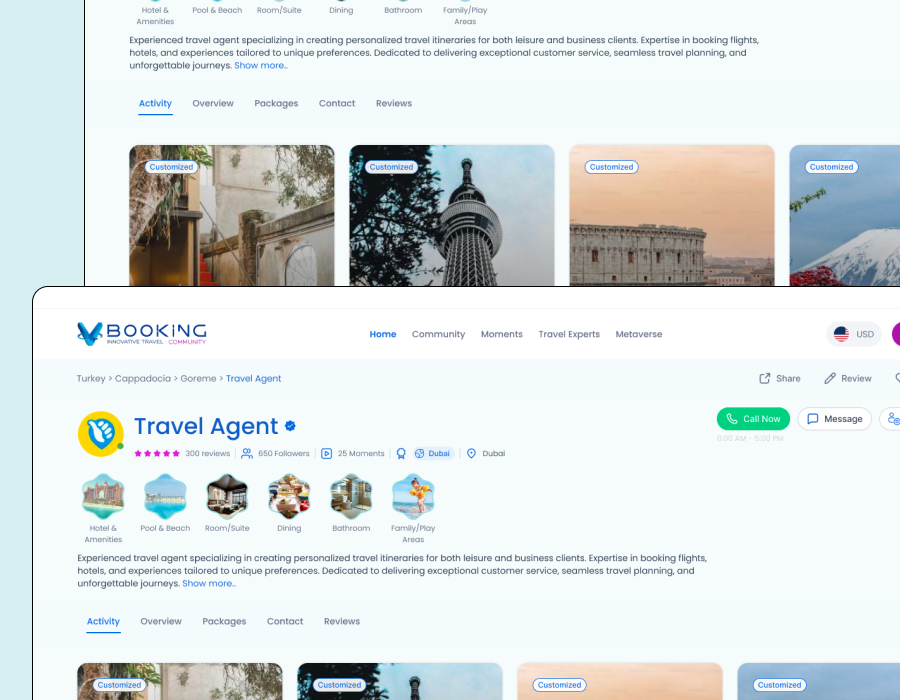 Hotel & Amenities
Pool & Beach
Room/Suite
Dining
Bathroom
Family/Play Areas
Experienced travel agent specializing in creating personalized travel itineraries for both leisure and business clients. Expertise in booking flights,
hotels, and experiences tailored to unique preferences. Dedicated to delivering exceptional customer service, seamless travel planning, and
unforgettable journeys. Show more..
Activity Overview Packages Contact Reviews
Customized Customized Customized Customized
BOOKING
INNOVATIVE TRAVEL COMMUNITY
Home Community Moments Travel Experts Metaverse
USD
Turkey > Cappadocia > Goreme > Travel Agent
Share Review
Travel Agent
Call Now Message
8:00 AM - 5:00 PM
300 reviews 650 Followers 25 Moments Dubai Dubai
Hotel & Amenities
Pool & Beach
Room/Suite
Dining
Bathroom
Family/Play Areas
Experienced travel agent specializing in creating personalized travel itineraries for both leisure and business clients. Expertise in booking flights,
hotels, and experiences tailored to unique preferences. Dedicated to delivering exceptional customer service, seamless travel planning, and
unforgettable journeys. Show more..
Activity Overview Packages Contact Reviews
Customized Customized Customized Customized